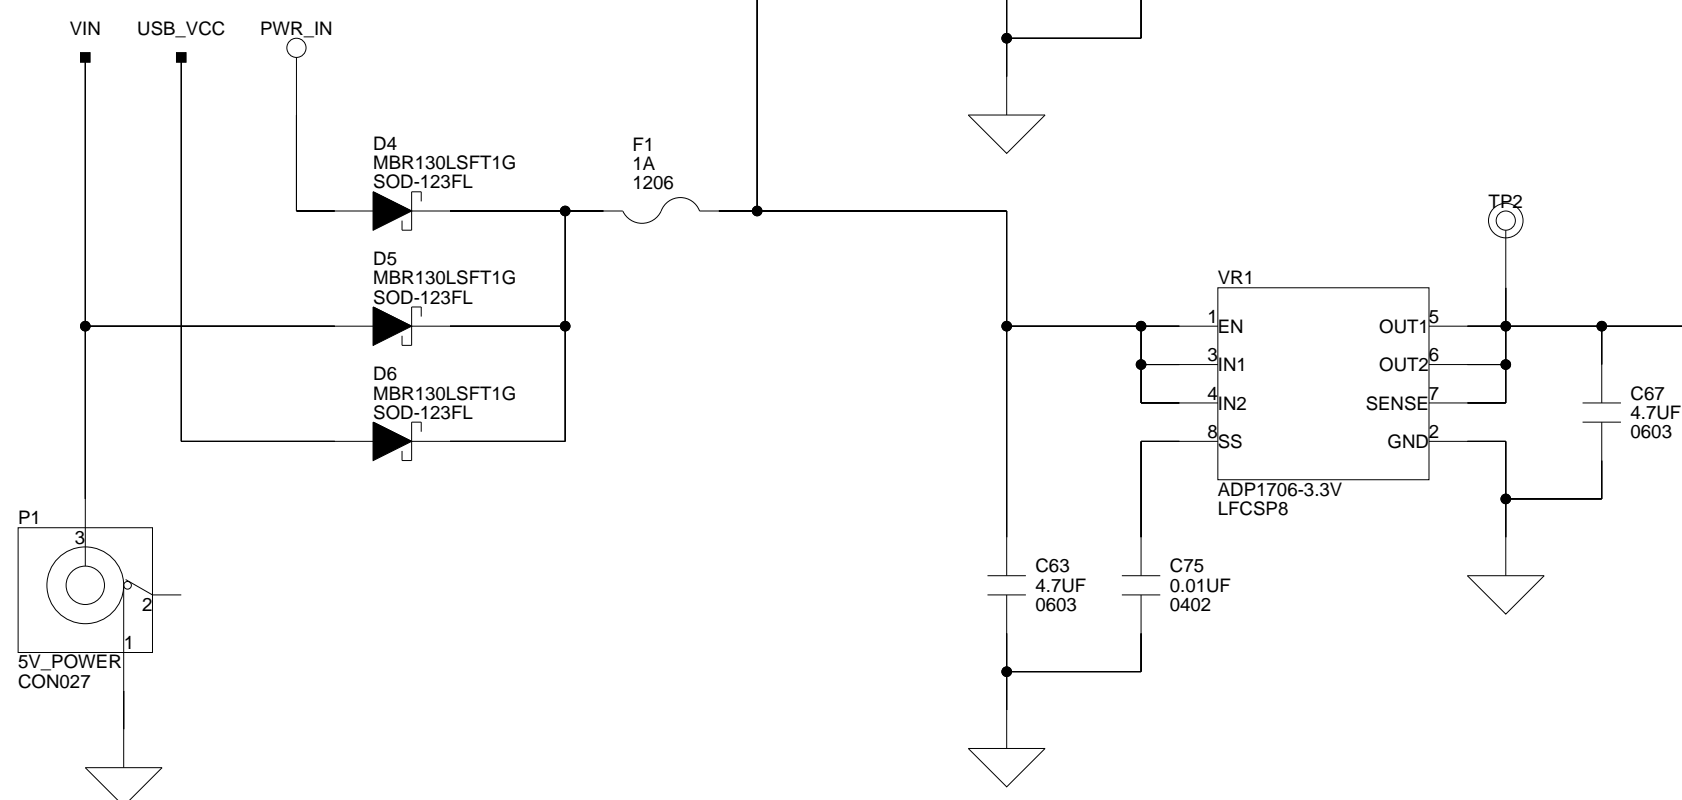 VIN
USB_VCC
PWR_IN
D4
MBR130LSFT1G
SOD-123FL
F1
1A
1206
D5
MBR130LSFT1G
SOD-123FL
D6
MBR130LSFT1G
SOD-123FL
TP2
VR1
1
EN
3
IN1
4
IN2
8
SS
OUT1
5
OUT2
6
SENSE
7
GND
2
ADP1706-3.3V
LFCSP8
C67
4.7UF
0603
C63
4.7UF
0603
C75
0.01UF
0402
P1
3
2
1
5V_POWER
CON027